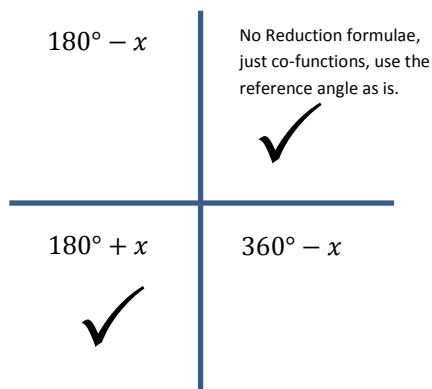 180° − 𝑥
No Reduction formulae,
just co-functions, use the
reference angle as is.
180° + 𝑥
360° − 𝑥